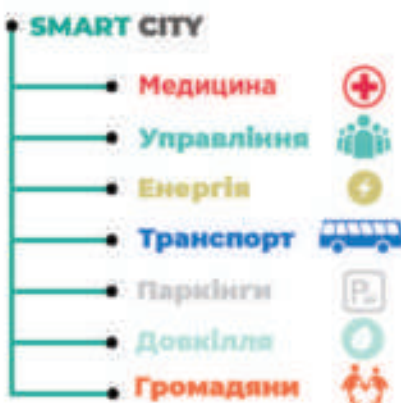 SMART CITY
Медицина
Управління
Енергія
Транспорт
Паркінги
Довкілля
Громадяни